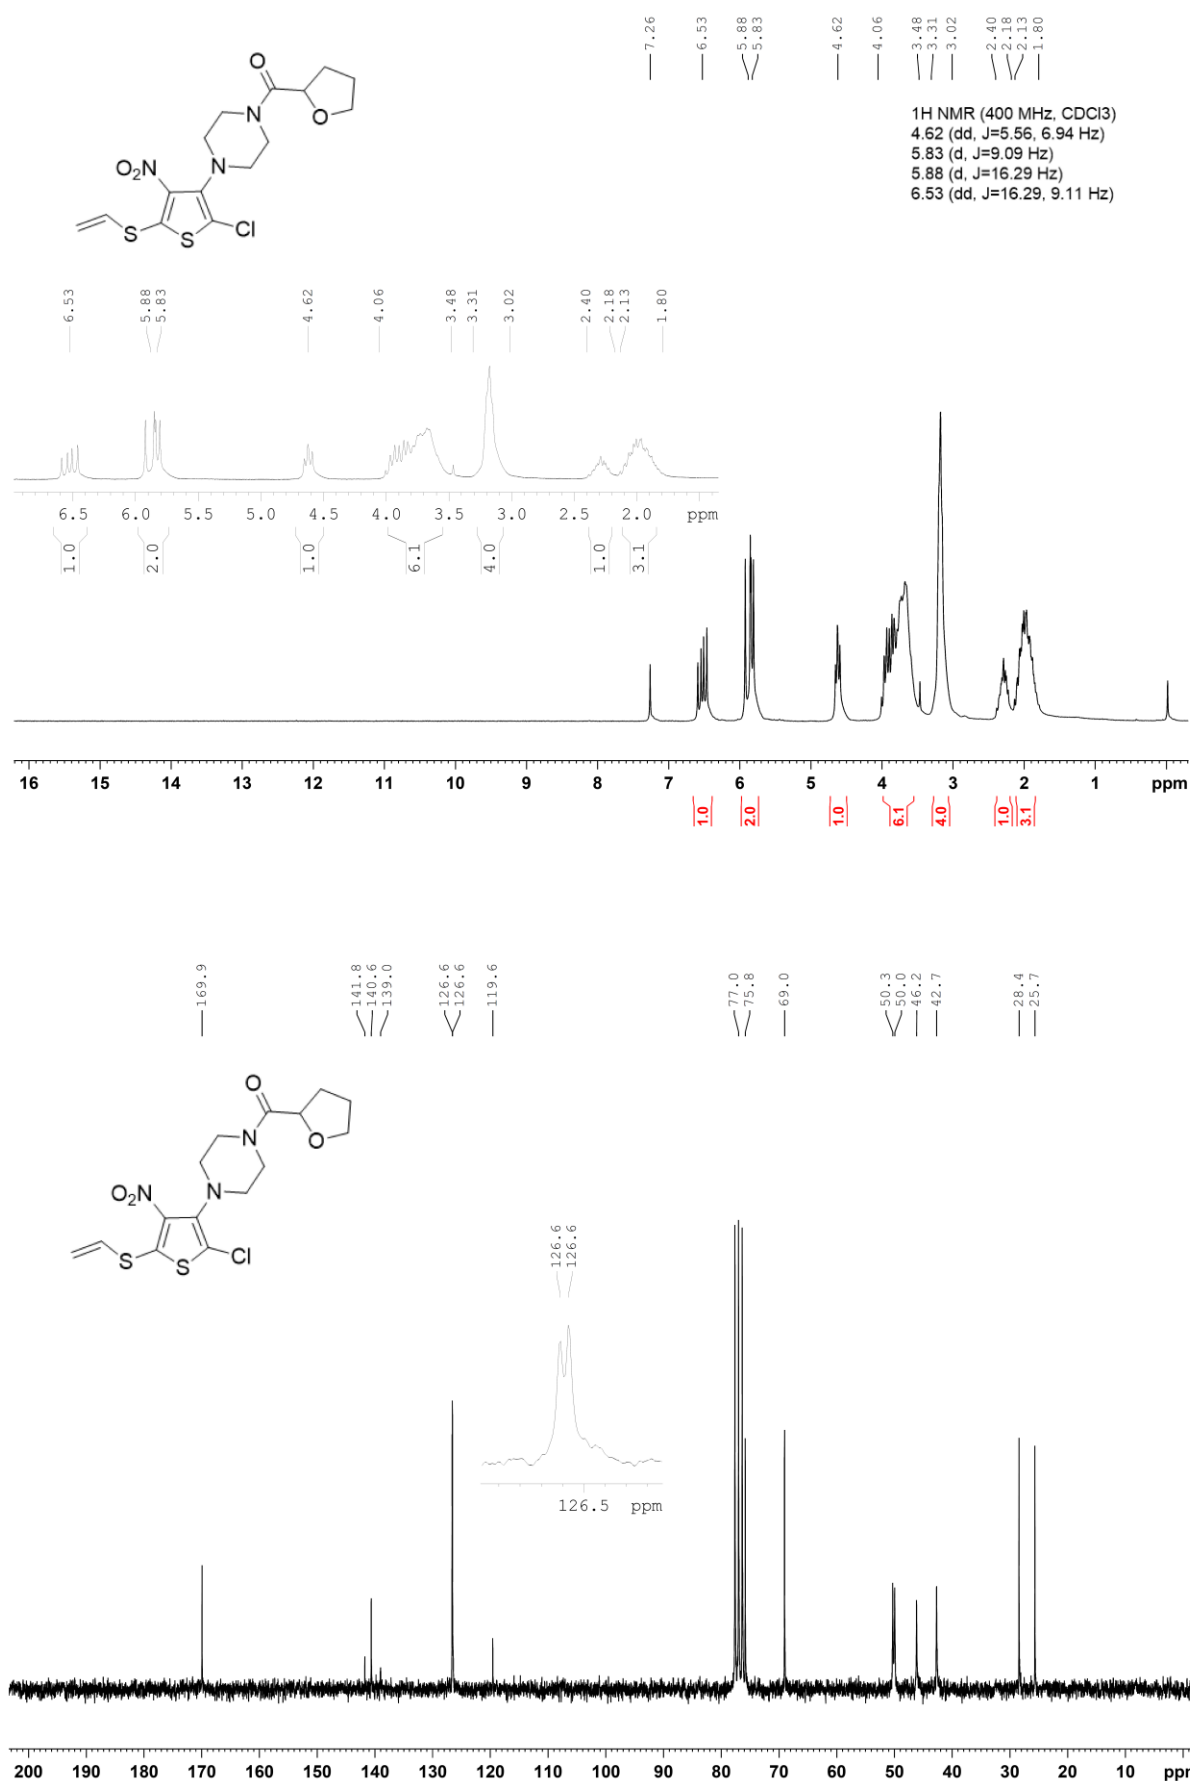 7.26 6.53 5.88 5.83 4.62 4.06 3.48 3.31 3.02 2.40 2.18 2.13 1.80
O
N
O
O2N
N
S
S
Cl
1H NMR (400 MHz, CDCl3)
4.62 (dd, J=5.56, 6.94 Hz)
5.83 (d, J=9.09 Hz)
5.88 (d, J=16.29 Hz)
6.53 (dd, J=16.29, 9.11 Hz)
6.53 5.88 5.83 4.62 4.06 3.48 3.31 3.02 2.40 2.18 2.13 1.80
6.5 6.0 5.5 5.0 4.5 4.0 3.5 3.0 2.5 2.0 ppm
1.0 2.0 1.0 6.1 4.0 1.0 3.1
16 15 14 13 12 11 10 9 8 7 6 5 4 3 2 1 ppm
1.0 2.0 1.0 6.1 4.0 1.0 3.1
169.9 141.8 140.6 139.0 126.6 126.6 119.6 77.0 75.8 69.0 50.3 50.0 46.2 42.7 28.4 25.7
O
N
O
O2N
N
S
S
Cl
126.6 126.6
126.5 ppm
200 190 180 170 160 150 140 130 120 110 100 90 80 70 60 50 40 30 20 10 ppm